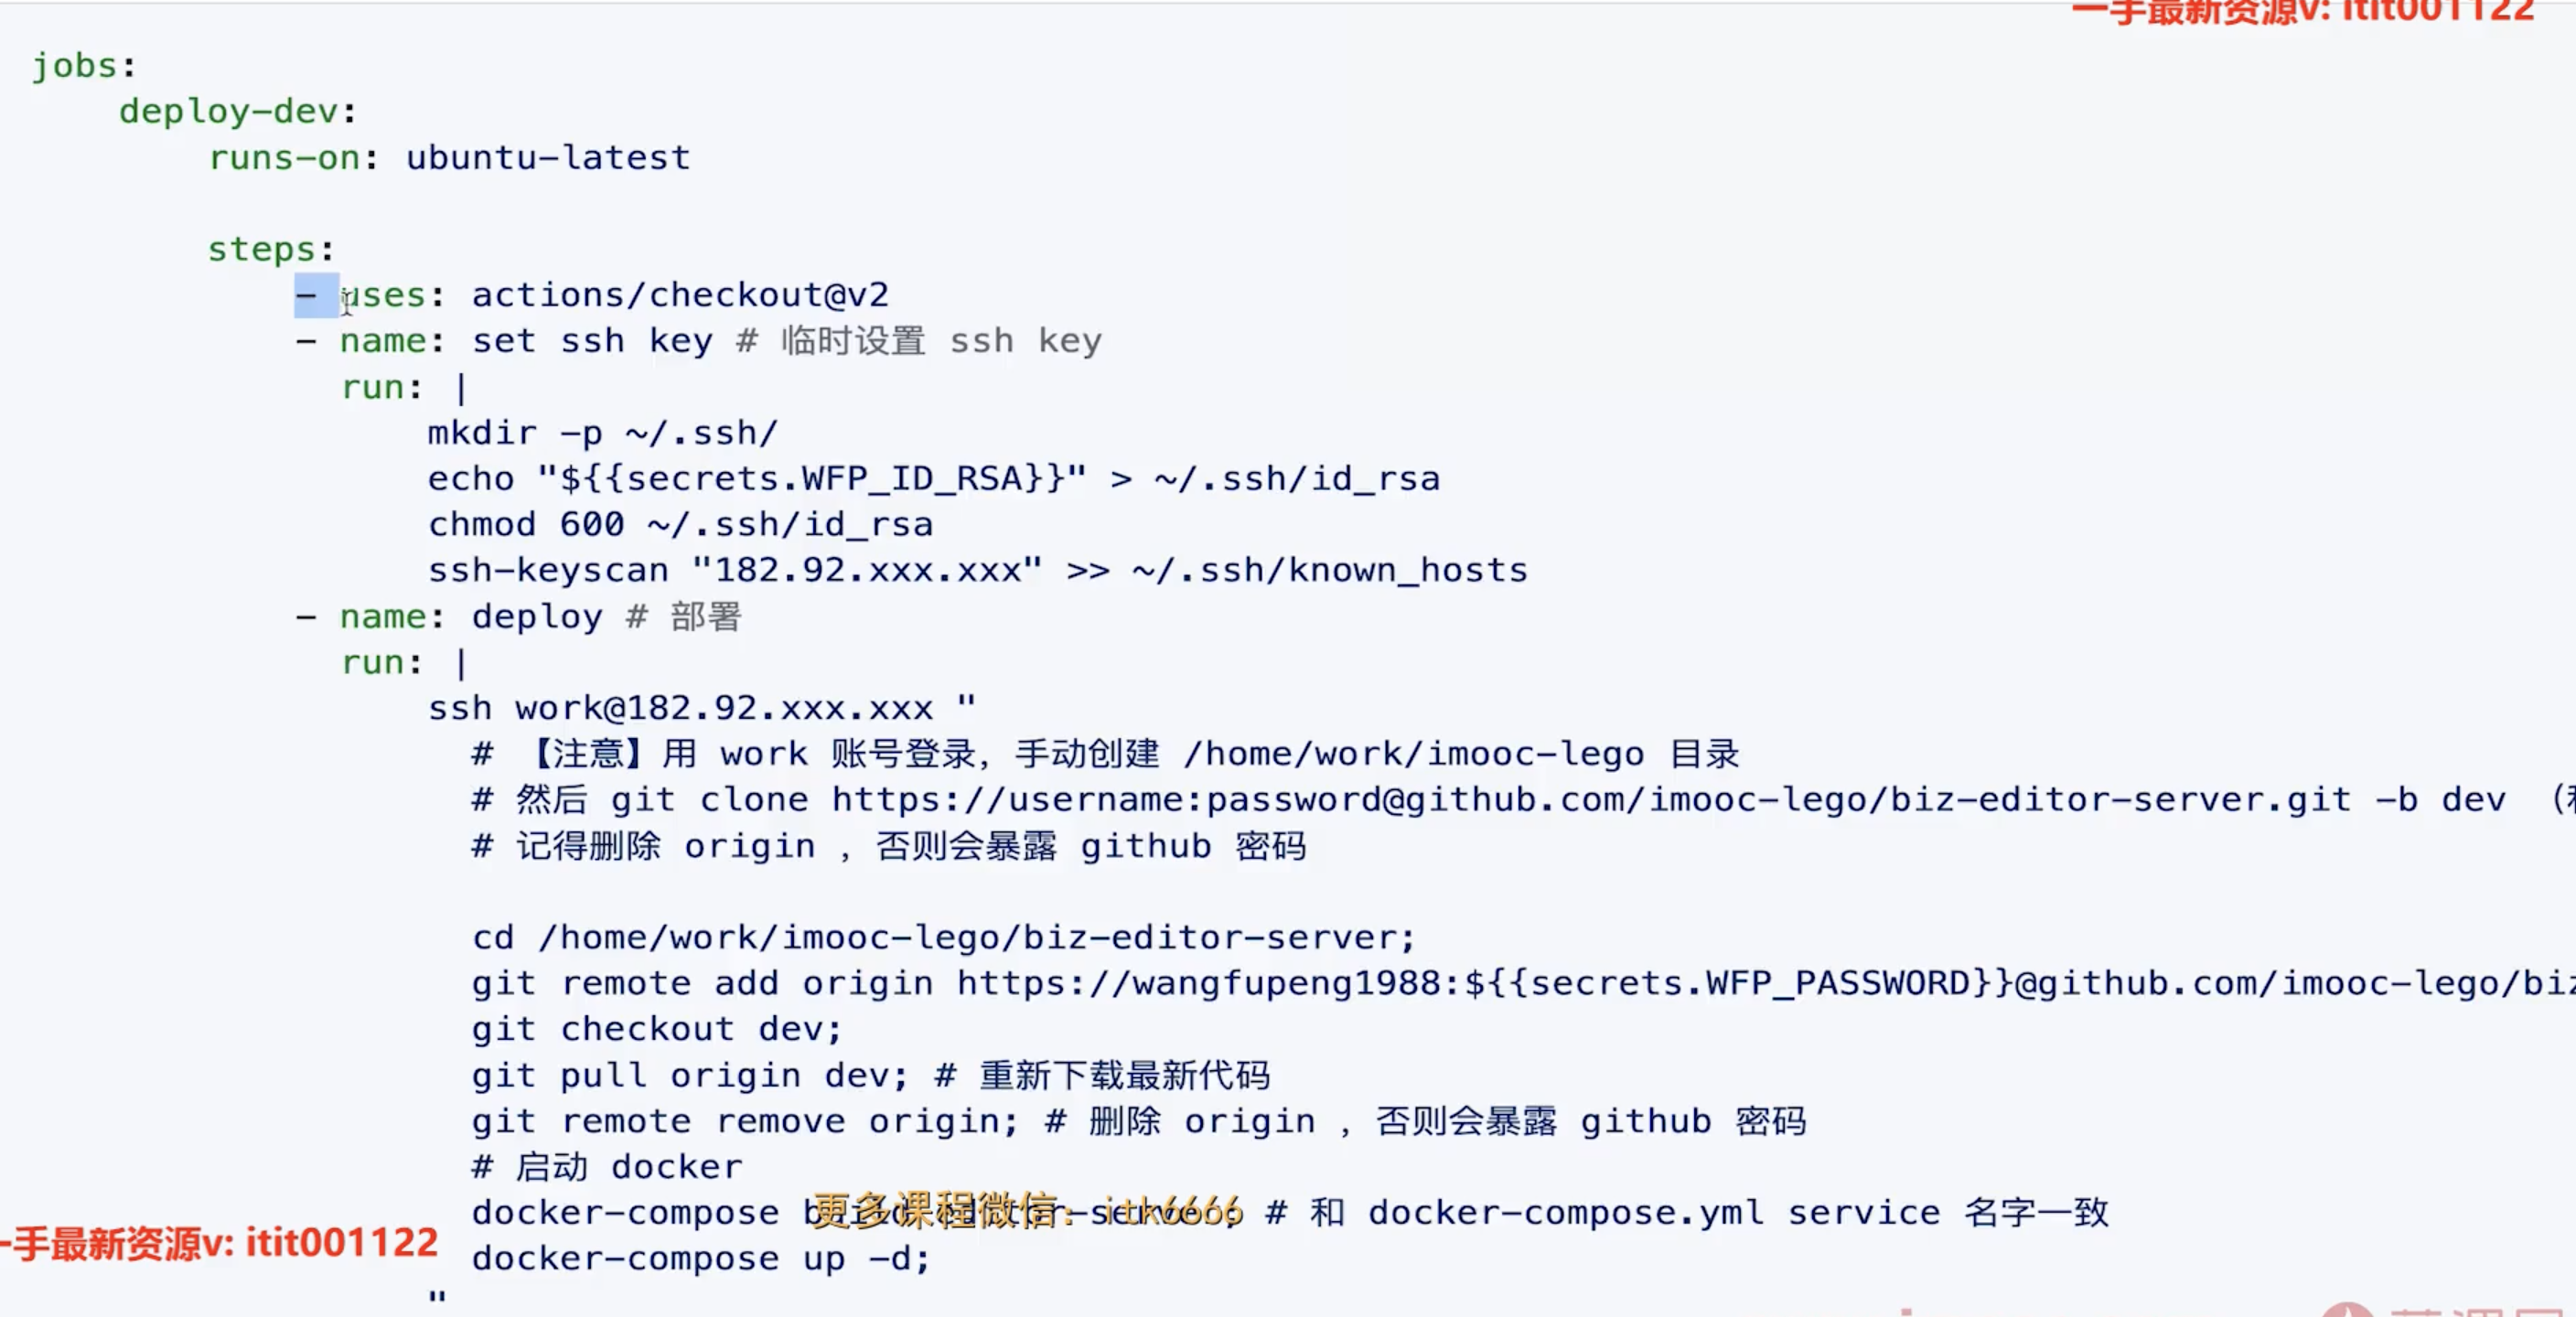 一手最新资源v: itit001122
jobs:
deploy-dev:
runs-on: ubuntu-latest
steps:
- uses: actions/checkout@v2
- name: set ssh key # 临时设置 ssh key
run: |
mkdir -p ~/.ssh/
echo "${{secrets.WFP_ID_RSA}}" > ~/.ssh/id_rsa
chmod 600 ~/.ssh/id_rsa
ssh-keyscan "182.92.xxx.xxx" >> ~/.ssh/known_hosts
- name: deploy # 部署
run: |
ssh work@182.92.xxx.xxx "
# 【注意】用 work 账号登录，手动创建 /home/work/imooc-lego 目录
# 然后 git clone https://username:password@github.com/imooc-lego/biz-editor-server.git -b dev （
# 记得删除 origin ，否则会暴露 github 密码
cd /home/work/imooc-lego/biz-editor-server;
git remote add origin https://wangfupeng1988:${{secrets.WFP_PASSWORD}}@github.com/imooc-lego/biz
git checkout dev;
git pull origin dev; # 重新下载最新代码
git remote remove origin; # 删除 origin ，否则会暴露 github 密码
# 启动 docker
docker-compose # 和 docker-compose.yml service 名字一致
更多课程微信：itk6666
一手最新资源v: itit001122
docker-compose up -d;
"